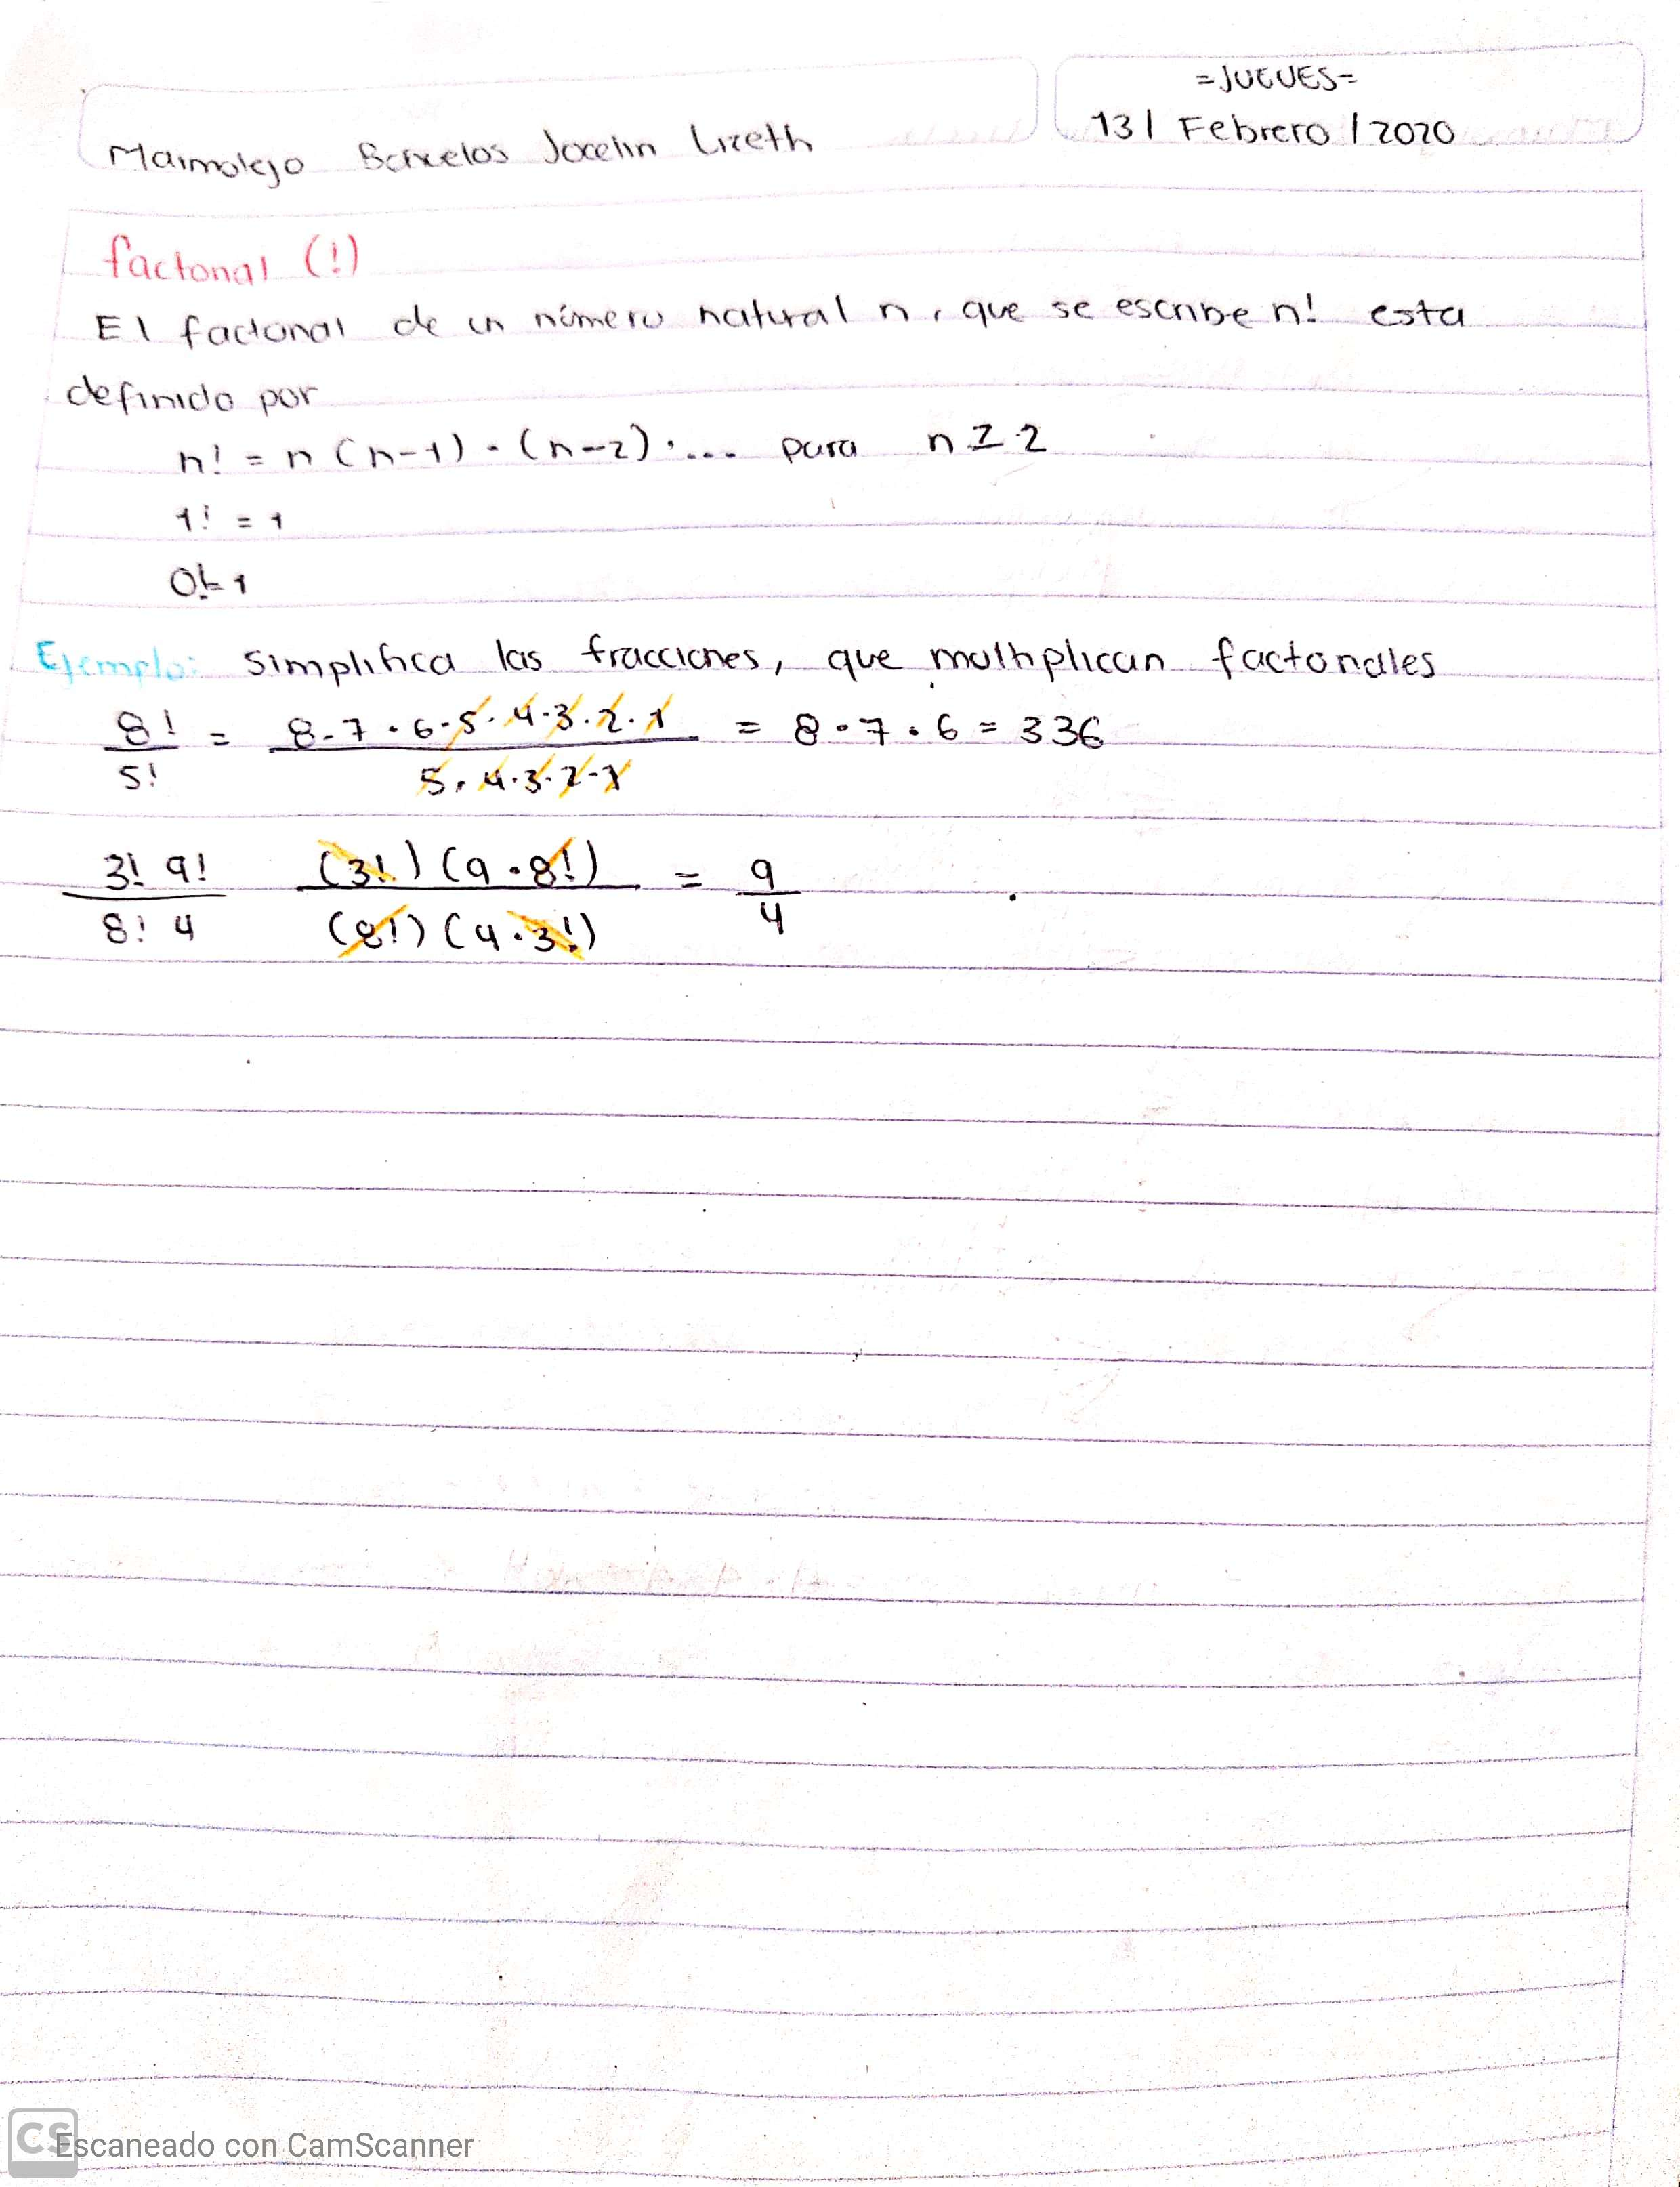 =JUEVES=
13 / Febrero / 2020
Marmolejo Jocelin Lizeth
factorial (!)
El factorial de un número natural n, que se escribe n! esta
definido por
n! = n (n-1) · (n-2) · ... para n ≥ 2
1! = 1
0! = 1
Ejemplo: Simplifica las fracciones, que multiplican factoriales
8! / 5! = 8·7·6·5·4·3·2·1 / 5·4·3·2·1 = 8·7·6 = 336
3! 9! / 8! 4 (3!) (9·8!) / (8!) (4·3!) = 9/4
CS Escaneado con CamScanner